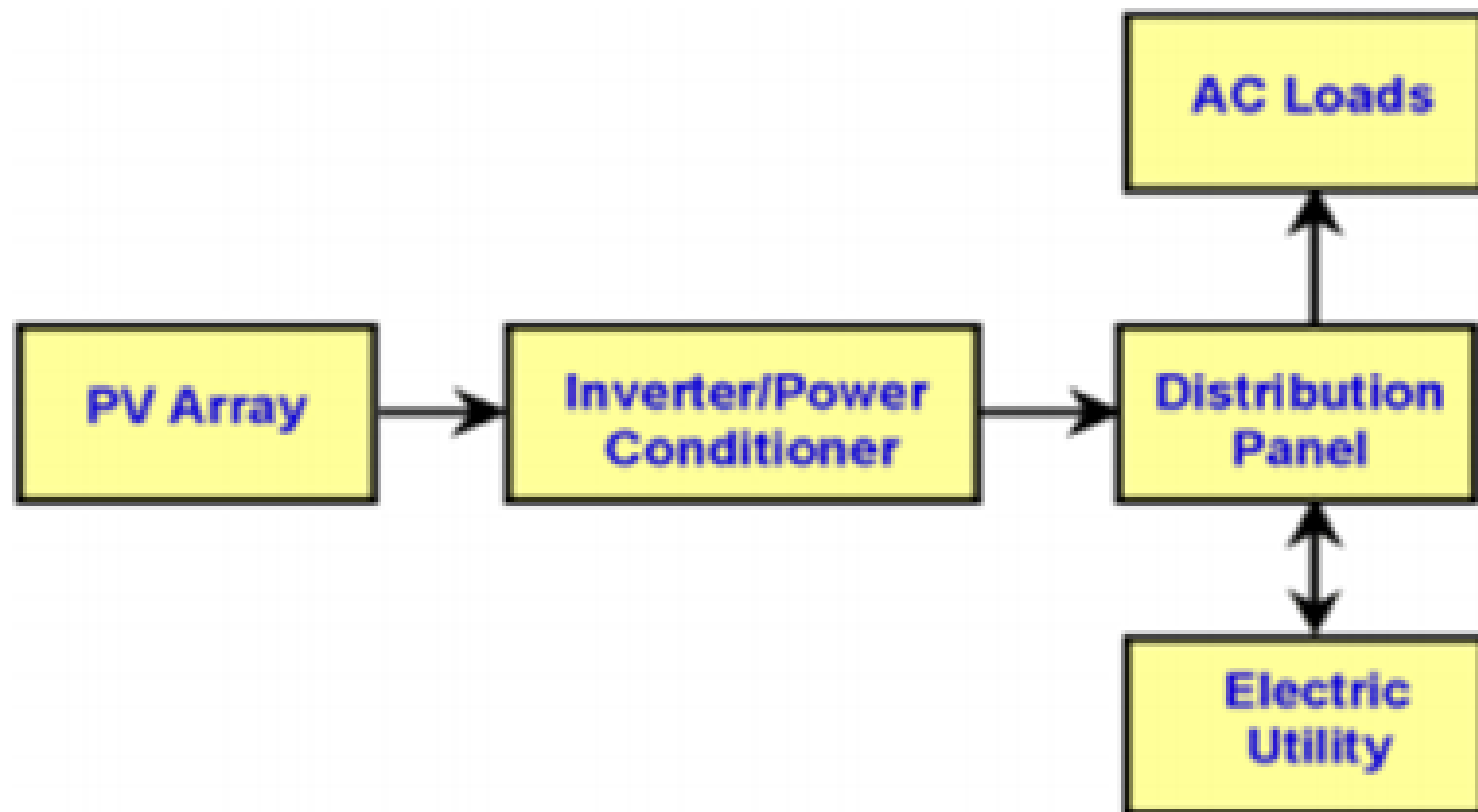 AC Loads
PV Array
Inverter/Power
Conditioner
Distribution
Panel
Electric
Utility